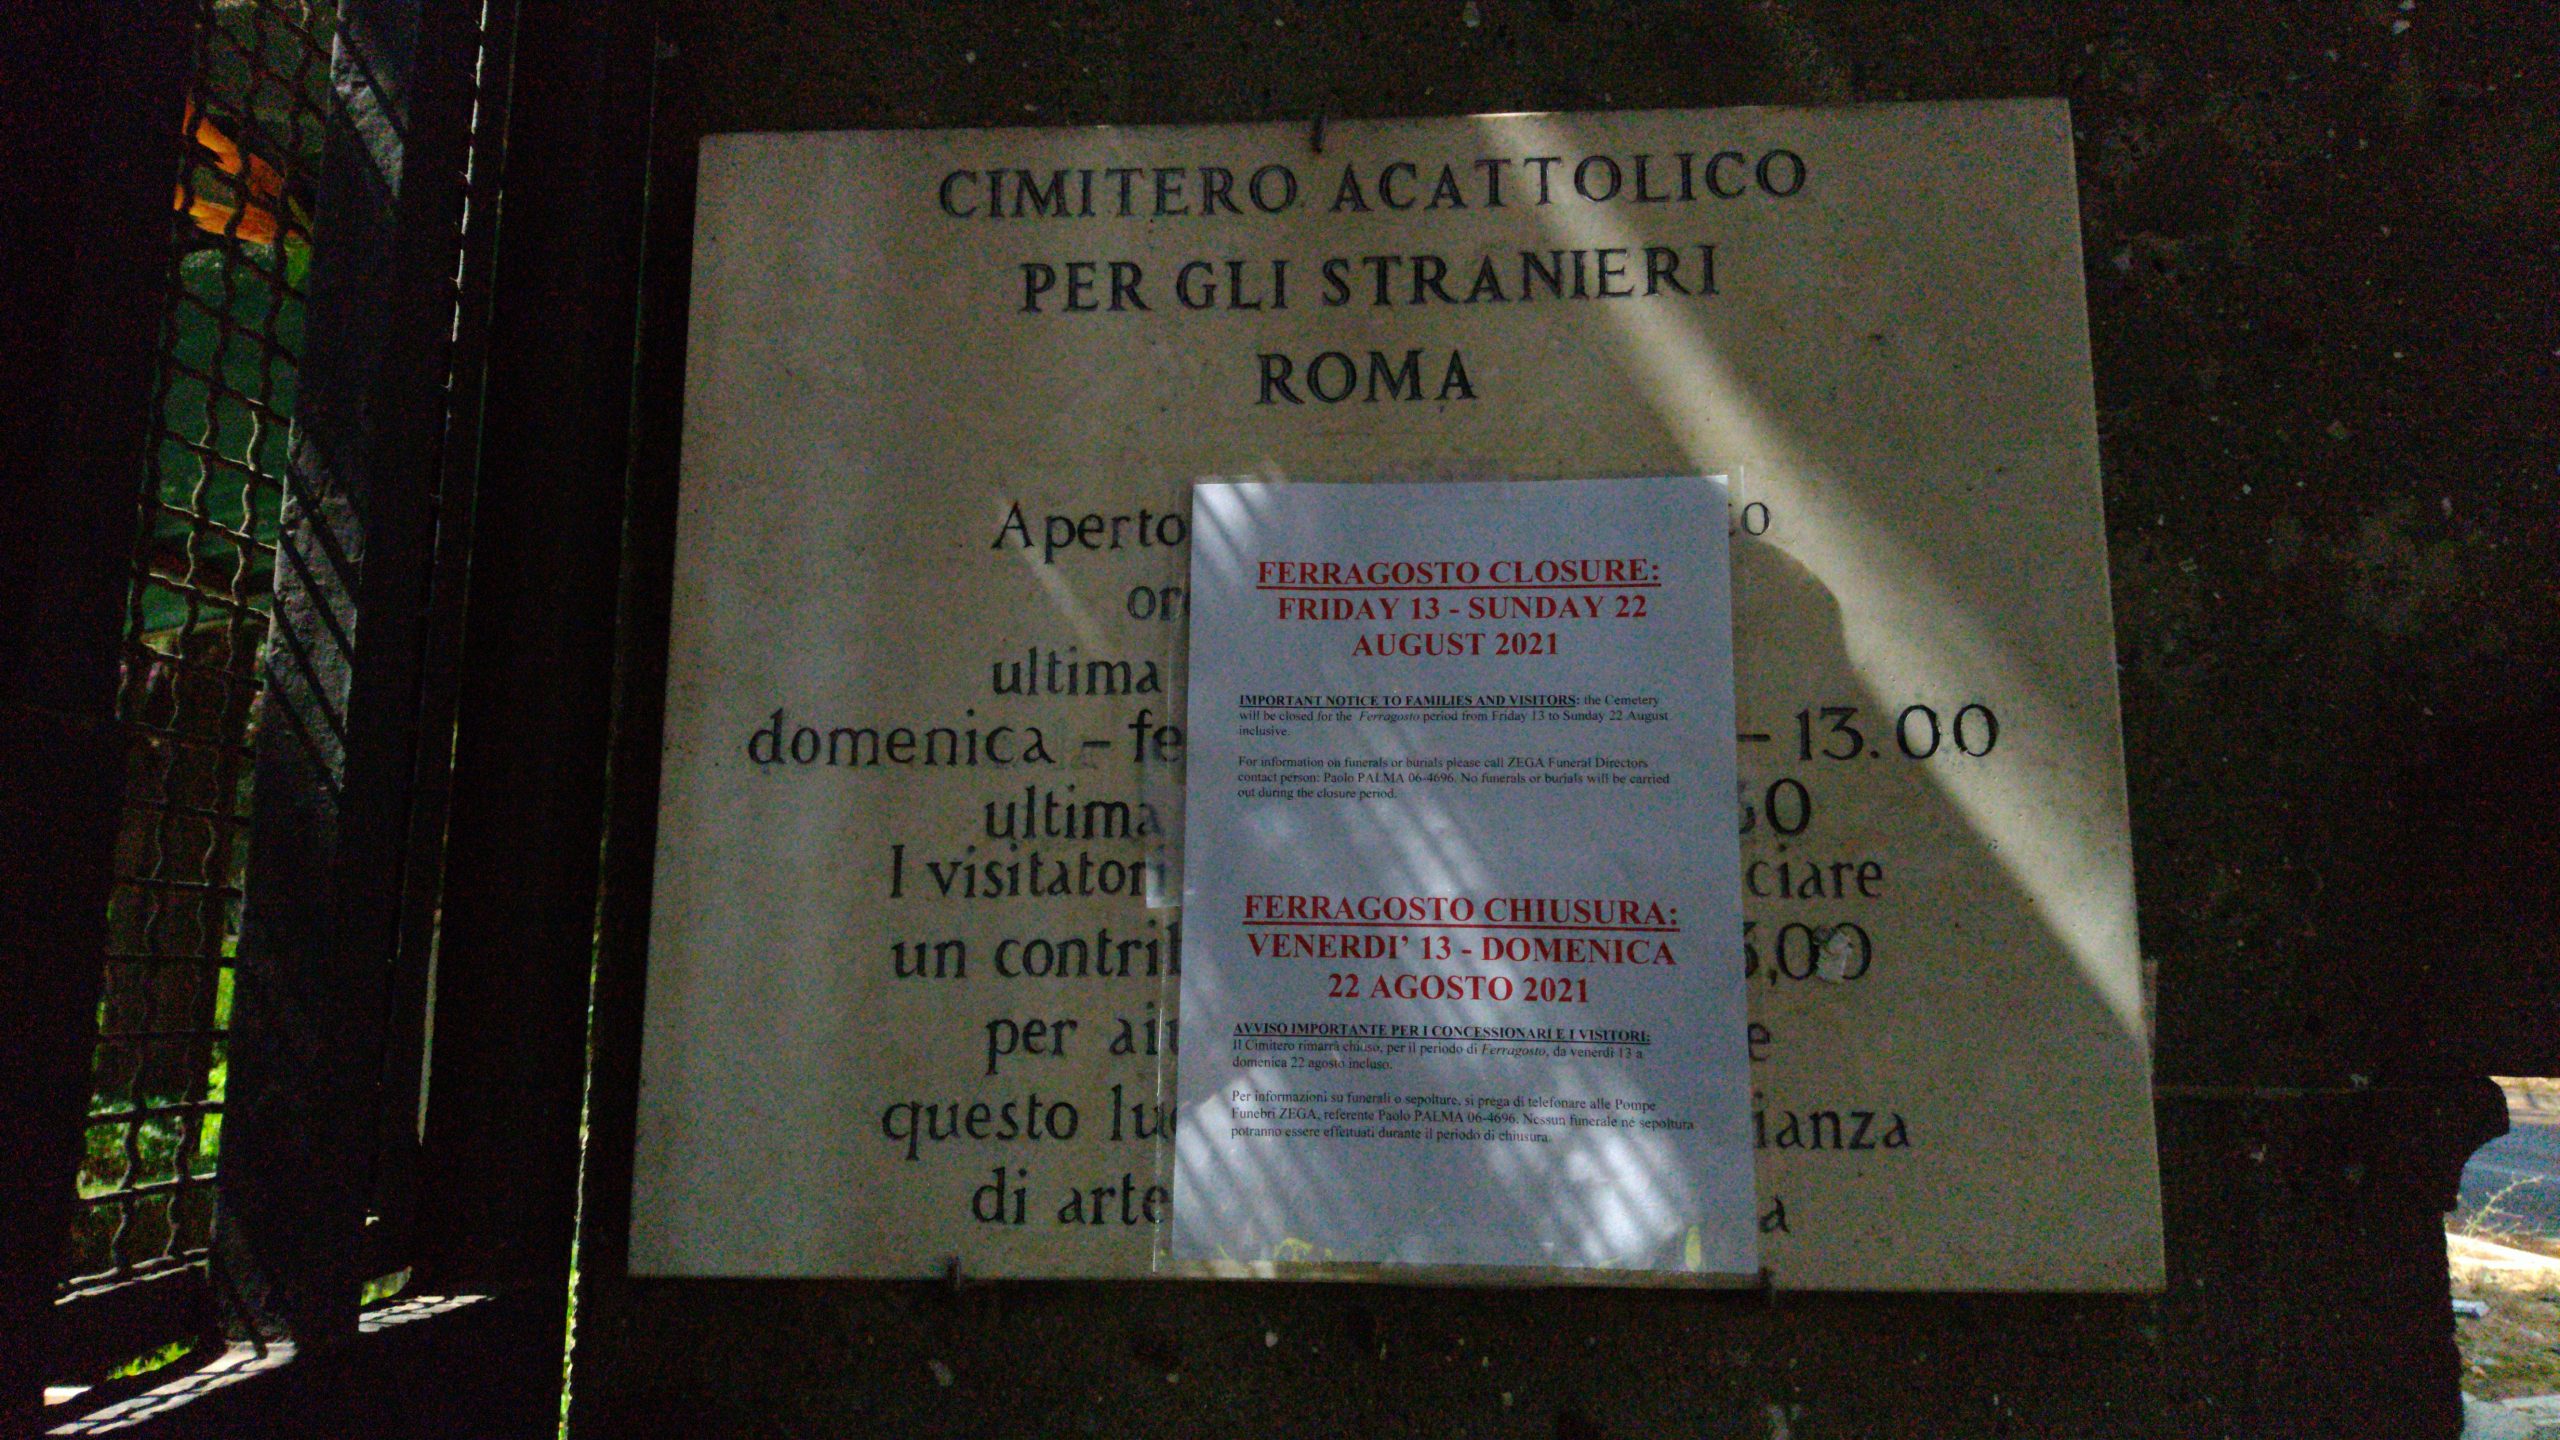 CIMITERO ACATTOLICO
PER GLI STRANIERI
ROMA
Aperto
ultima
domenica – – 13.00
ultima
I visitatori
un
per
questo
di arte
FERRAGOSTO CLOSURE:
FRIDAY 13 - SUNDAY 22
AUGUST 2021
IMPORTANT NOTICE TO FAMILIES AND VISITORS: the Cemetery
will be closed for the Ferragosto period from Friday 13 to Sunday 22 August
inclusive.
For information on funerals or burials please call ZEGA Funeral Directors
contact person: Paolo PALMA 06-4696. No funerals or burials will be carried
out during the closure period.
FERRAGOSTO CHIUSURA:
VENERDI' 13 - DOMENICA
22 AGOSTO 2021
AVVISO IMPORTANTE PER I CONCESSIONARI E I VISITORI:
Il Cimitero rimarrà chiuso, per il periodo di Ferragosto, da venerdì 13 a
domenica 22 agosto incluso.
Per informazioni su funerali o sepolture, si prega di telefonare alle Pompe
Funebri ZEGA, referente Paolo PALMA 06-4696. Nessun funerale né sepoltura
potranno essere effettuati durante il periodo di chiusura.